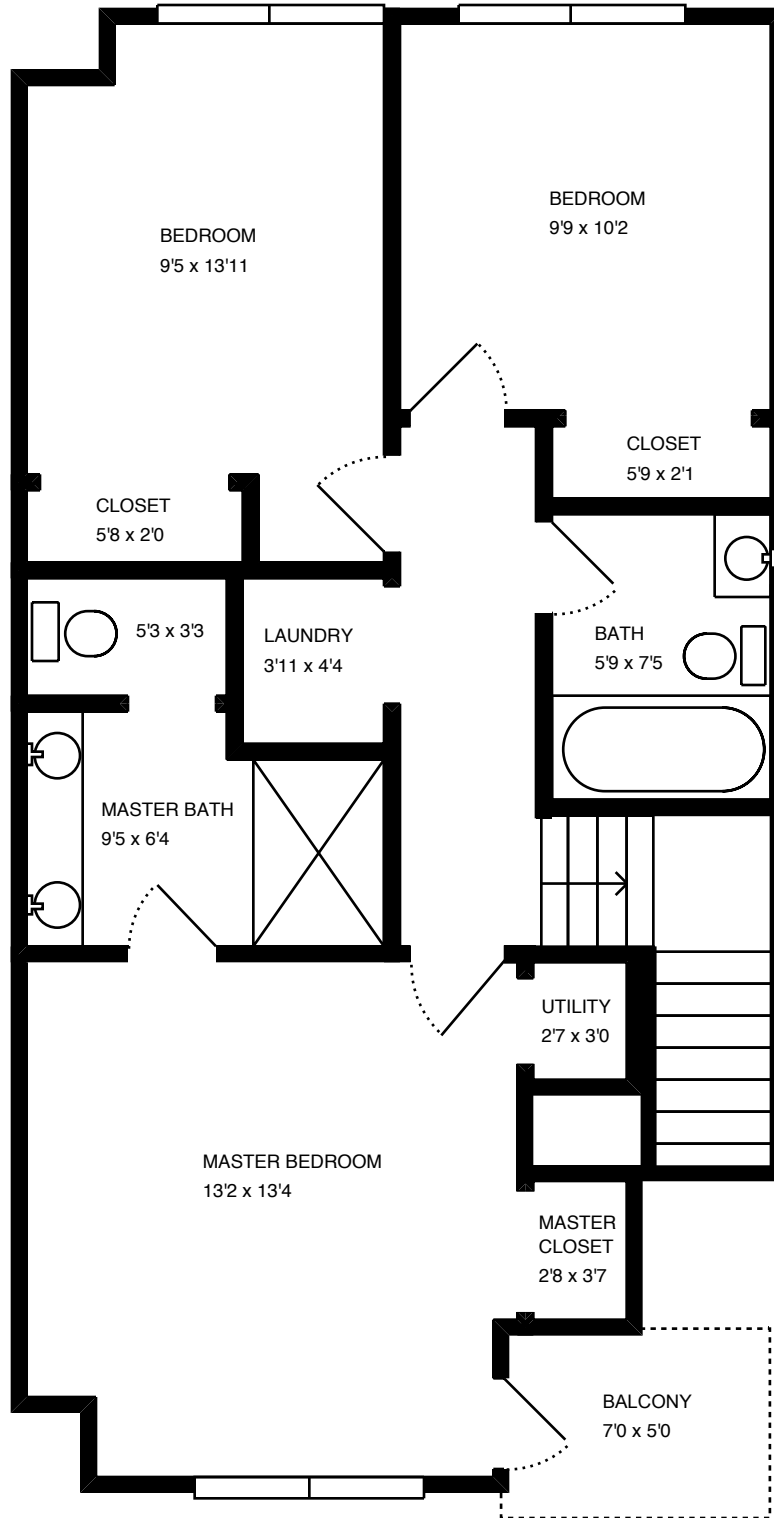 BEDROOM
9'5 x 13'11
BEDROOM
9'9 x 10'2
CLOSET
5'9 x 2'1
CLOSET
5'8 x 2'0
5'3 x 3'3
LAUNDRY
3'11 x 4'4
BATH
5'9 x 7'5
MASTER BATH
9'5 x 6'4
UTILITY
2'7 x 3'0
MASTER BEDROOM
13'2 x 13'4
MASTER
CLOSET
2'8 x 3'7
BALCONY
7'0 x 5'0